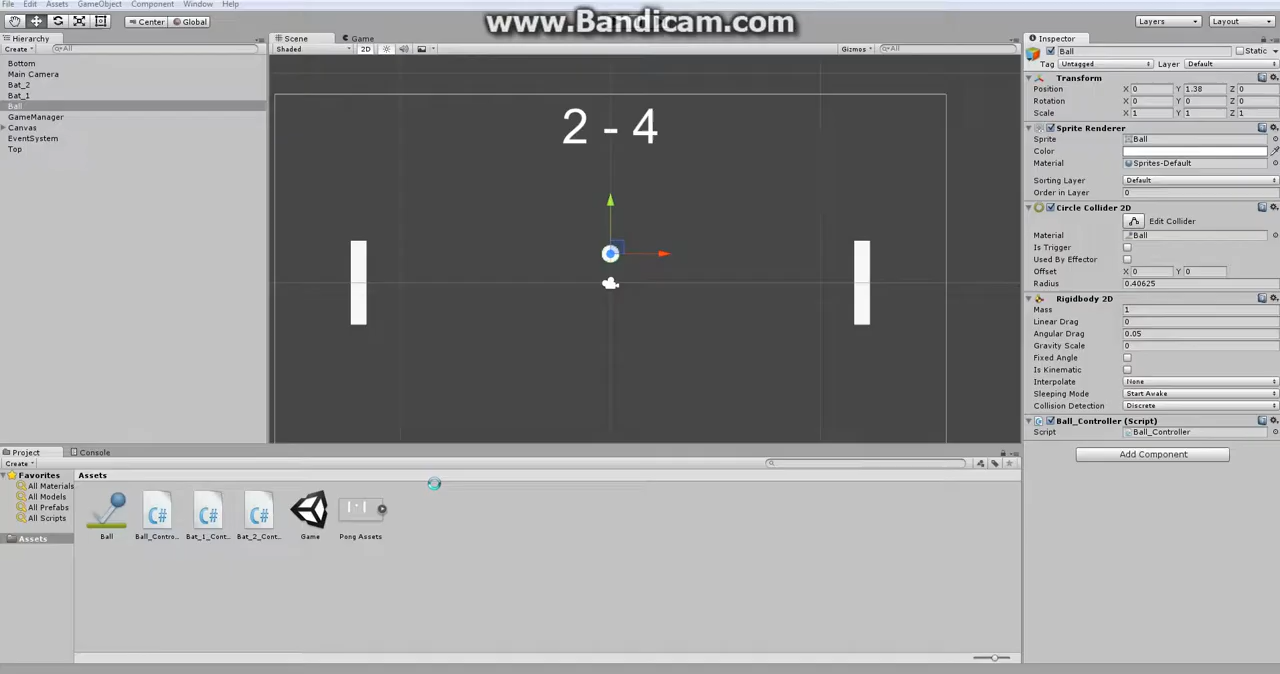 www.Bandicam.com
File Edit Assets GameObject Component Window Help
Center Global
Layers Layout
Hierarchy
Create All
Bottom
Main Camera
Bat_2
Bat_1
Ball
GameManager
Canvas
EventSystem
Top
Scene Game
Shaded 2D Gizmos All
2 - 4
Inspector
Ball Static
Tag Untagged Layer Default
Transform
Position X 0 Y 1.38 Z 0
Rotation X 0 Y 0 Z 0
Scale X 1 Y 1 Z 1
Sprite Renderer
Sprite Ball
Color
Material Sprites-Default
Sorting Layer Default
Order in Layer 0
Circle Collider 2D
Edit Collider
Material Ball
Is Trigger
Used By Effector
Offset X 0 Y 0
Radius 0.40625
Rigidbody 2D
Mass 1
Linear Drag 0
Angular Drag 0.05
Gravity Scale 0
Fixed Angle
Is Kinematic
Interpolate None
Sleeping Mode Start Awake
Collision Detection Discrete
Ball_Controller (Script)
Script Ball_Controller
Add Component
Project Console
Create
Favorites
All Materials
All Models
All Prefabs
All Scripts
Assets
Assets
C# C# C#
Ball Ball_Contro... Bat_1_Cont... Bat_2_Cont... Game Pong Assets